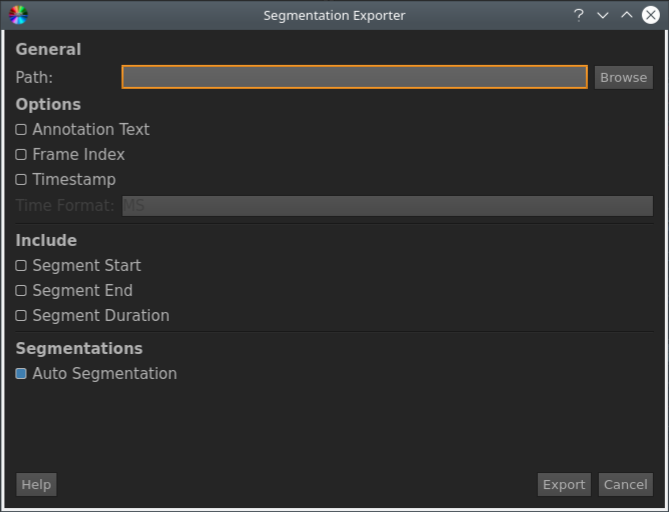 Segmentation Exporter
General
Path: Browse
Options
Annotation Text
Frame Index
Timestamp
Time Format: MS
Include
Segment Start
Segment End
Segment Duration
Segmentations
Auto Segmentation
Help Export Cancel